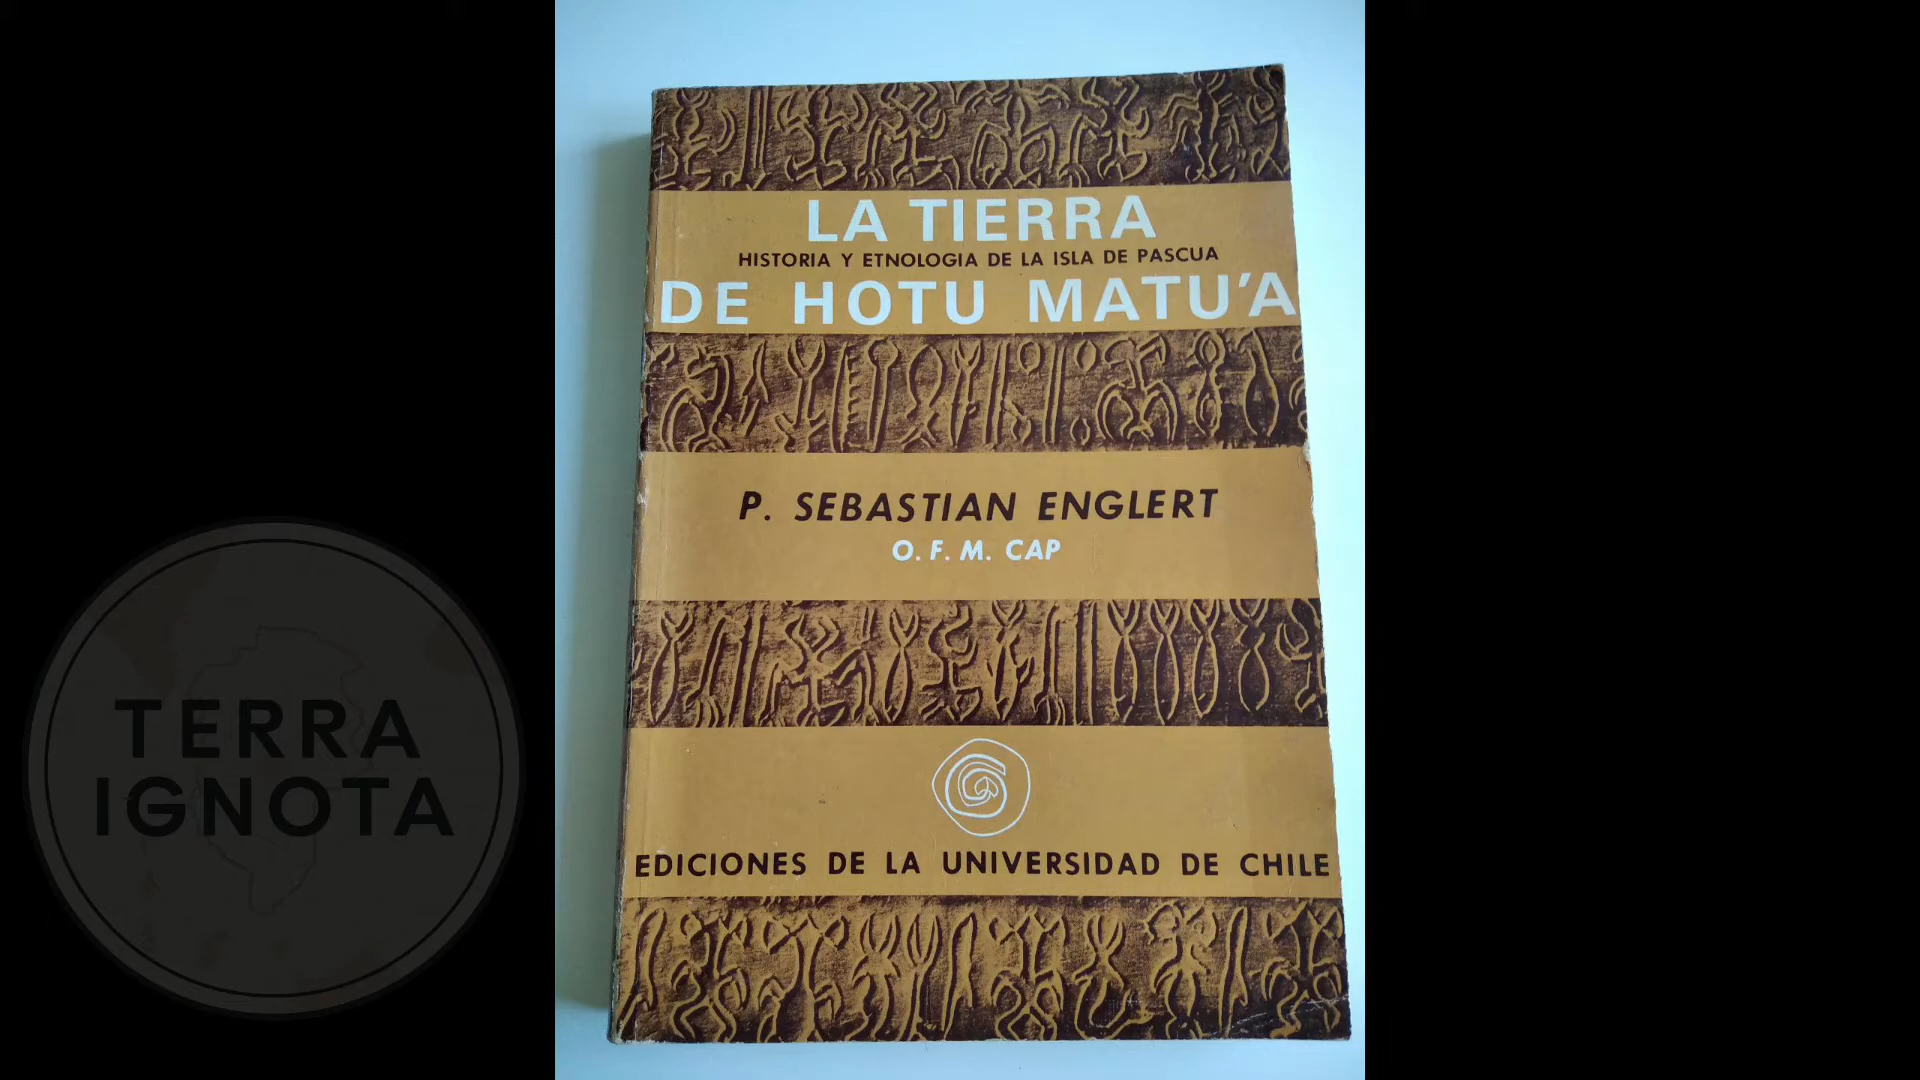 LA TIERRA
HISTORIA Y ETNOLOGIA DE LA ISLA DE PASCUA
DE HOTU MATU'A
P. SEBASTIAN ENGLERT
O. F. M. CAP
EDICIONES DE LA UNIVERSIDAD DE CHILE
TERRA
IGNOTA